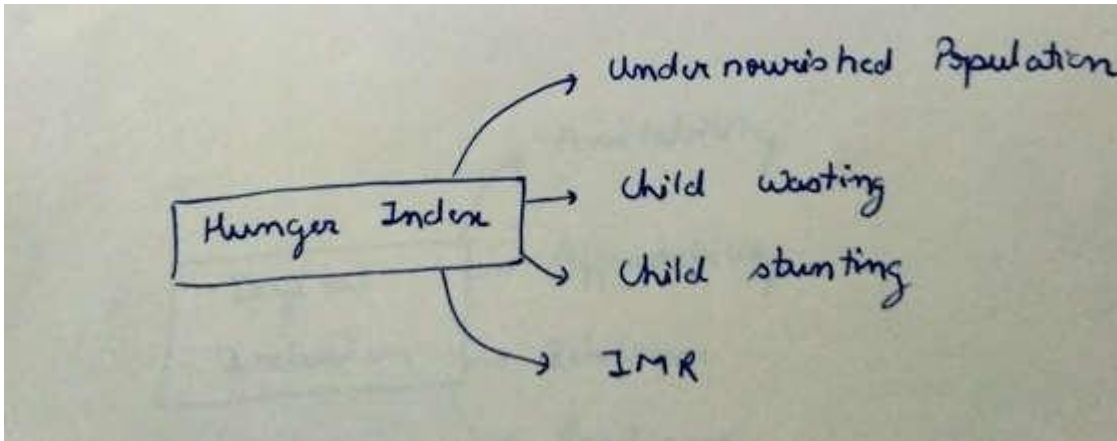 Undernourished Population
Hunger Index
Child Wasting
Child stunting
IMR